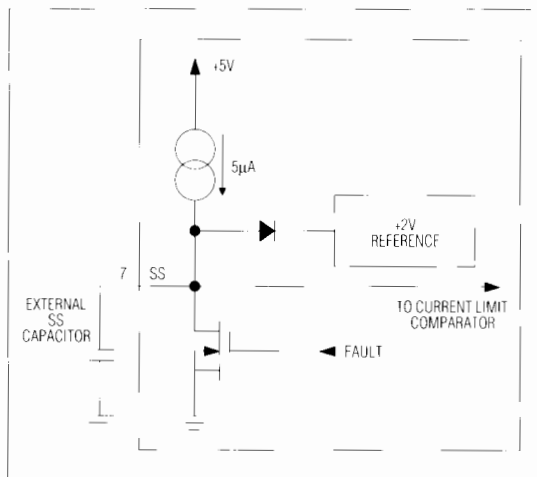 +5V
5µA
+2V
REFERENCE
7 SS
EXTERNAL
SS
CAPACITOR
TO CURRENT LIMIT
COMPARATOR
FAULT